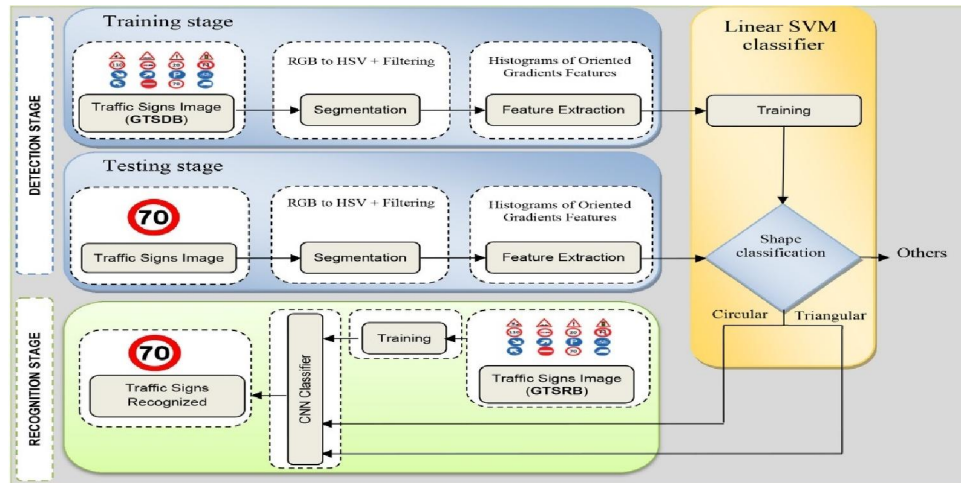 DETECTION STAGE
Training stage
Traffic Signs Image
(GTSDB)
RGB to HSV + Filtering
Segmentation
Histograms of Oriented
Gradients Features
Feature Extraction
Linear SVM
classifier
Training
Testing stage
70
Traffic Signs Image
RGB to HSV + Filtering
Segmentation
Histograms of Oriented
Gradients Features
Feature Extraction
Shape
classification
Others
Circular
Triangular
RECOGNITION STAGE
70
Traffic Signs
Recognized
CNN Classifier
Training
Traffic Signs Image
(GTSRB)